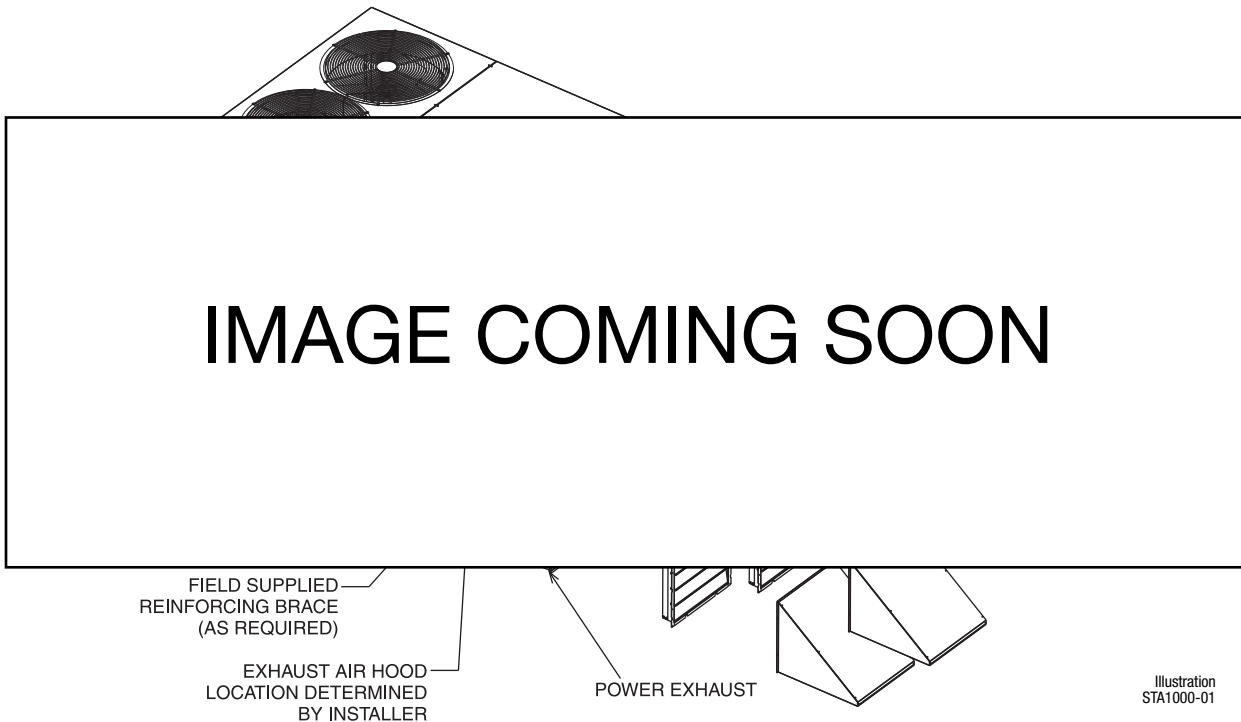 IMAGE COMING SOON
FIELD SUPPLIED
REINFORCING BRACE
(AS REQUIRED)
EXHAUST AIR HOOD
LOCATION DETERMINED
BY INSTALLER
POWER EXHAUST
Illustration
STA1000-01